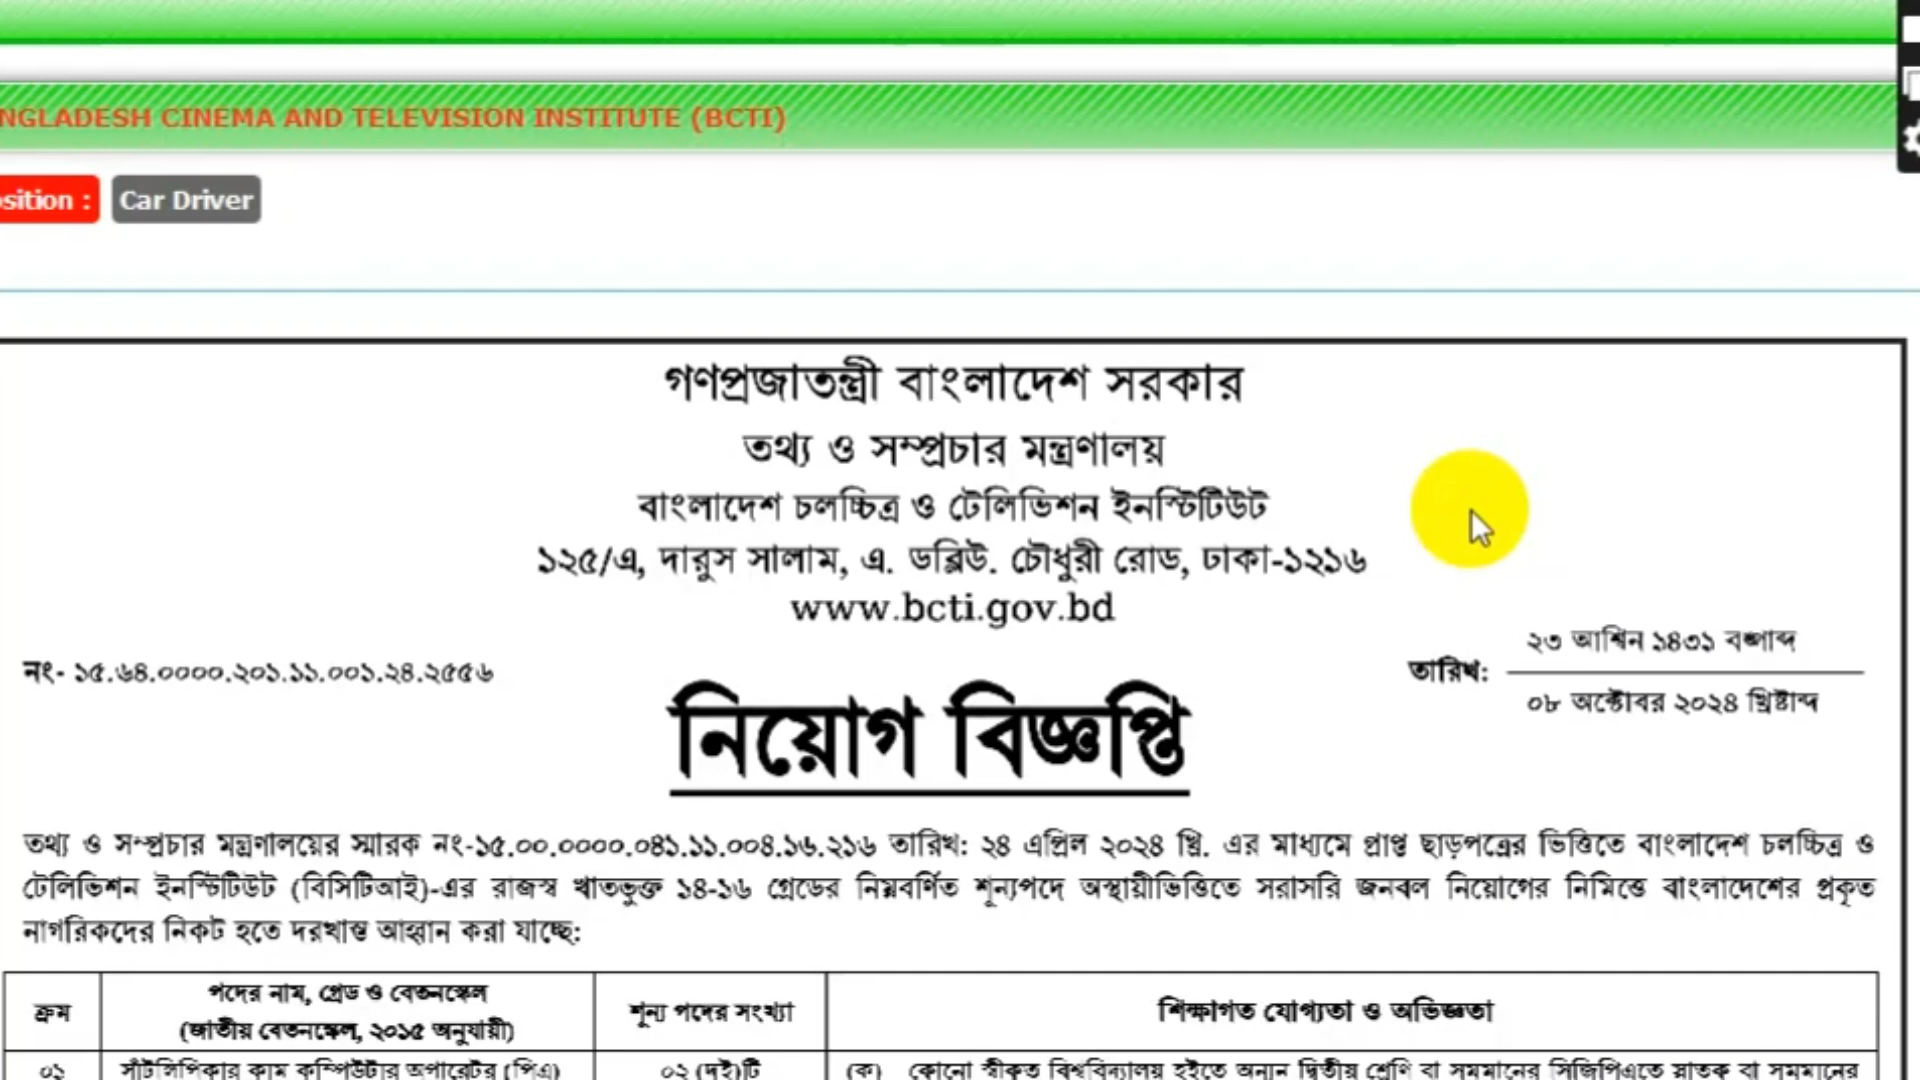 NGLADESH CINEMA AND TELEVISION INSTITUTE (BCTI)
sition : Car Driver
গণপ্রজাতন্ত্রী বাংলাদেশ সরকার
তথ্য ও সম্প্রচার মন্ত্রণালয়
বাংলাদেশ চলচ্চিত্র ও টেলিভিশন ইনস্টিটিউট
১২৫/এ, দারুস সালাম, এ. ডব্লিউ. চৌধুরী রোড, ঢাকা-১২১৬
www.bcti.gov.bd
নং- ১৫.৬৪.০০০০.২০১.১১.০০১.২৪.২৫৫৬
তারিখ: ২৩ আশ্বিন ১৪৩১ বঙ্গাব্দ
০৮ অক্টোবর ২০২৪ খ্রিষ্টাব্দ
নিয়োগ বিজ্ঞপ্তি
তথ্য ও সম্প্রচার মন্ত্রণালয়ের স্মারক নং-১৫.০০.০০০০.০৪১.১১.০০৪.১৬.২১৬ তারিখ: ২৪ এপ্রিল ২০২৪ খ্রি. এর মাধ্যমে প্রাপ্ত ছাড়পত্রের ভিত্তিতে বাংলাদেশ চলচ্চিত্র ও
টেলিভিশন ইনস্টিটিউট (বিসিটিআই)-এর রাজস্ব খাতভুক্ত ১৪-১৬ গ্রেডের নিম্নবর্ণিত শূন্যপদে অস্থায়ীভিত্তিতে সরাসরি জনবল নিয়োগের নিমিত্তে বাংলাদেশের প্রকৃত
নাগরিকদের নিকট হতে দরখাস্ত আহ্বান করা যাচ্ছে:
ক্রম
পদের নাম, গ্রেড ও বেতনস্কেল
(জাতীয় বেতনস্কেল, ২০১৫ অনুযায়ী)
শূন্য পদের সংখ্যা
শিক্ষাগত যোগ্যতা ও অভিজ্ঞতা
০১ সাঁটলিপিকার কাম কম্পিউটার অপারেটর (পিএ) ০২ (দুই)টি (ক) কোনো স্বীকৃত বিশ্ববিদ্যালয় হইতে অন্যূন দ্বিতীয় শ্রেণি বা সমমানের সিজিপিএতে স্নাতক বা সমমানের